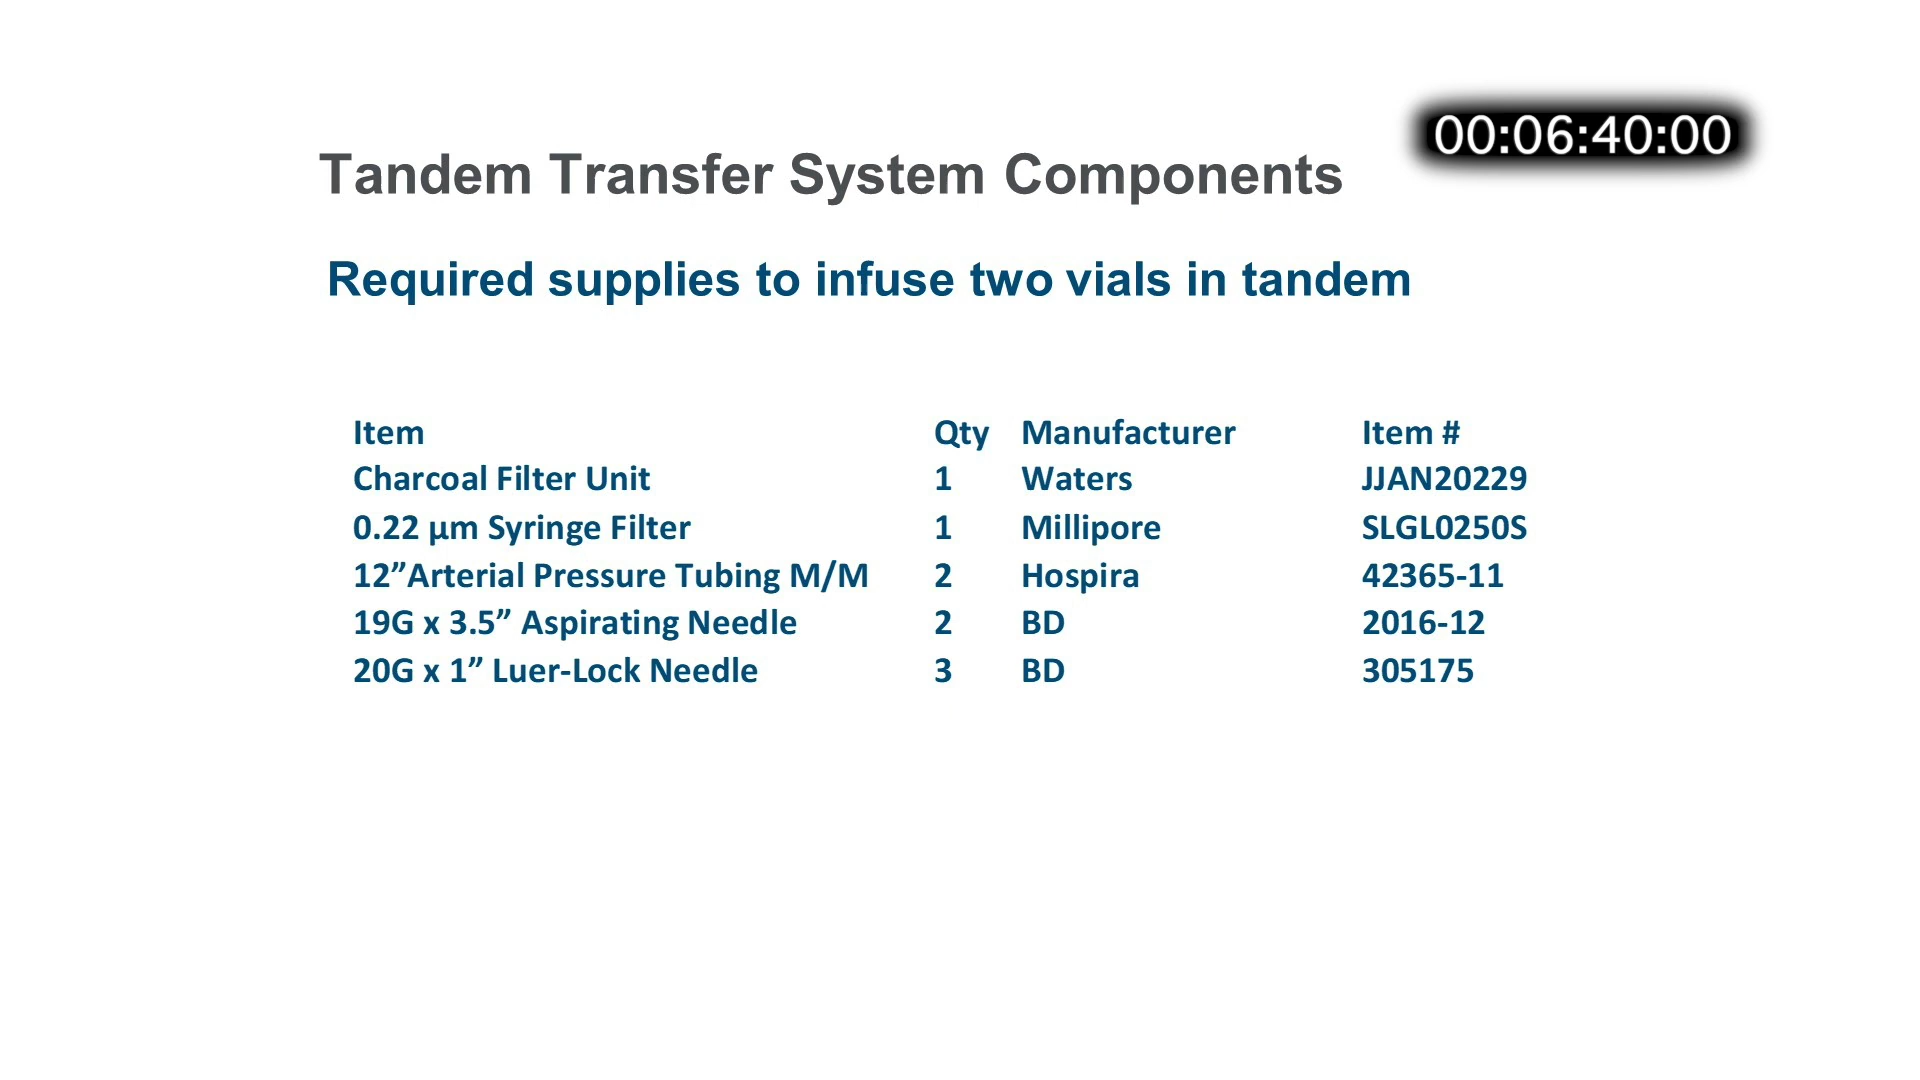 00:06:40:00
Tandem Transfer System Components
Required supplies to infuse two vials in tandem
Item Qty Manufacturer Item #
Charcoal Filter Unit 1 Waters JJAN20229
0.22 µm Syringe Filter 1 Millipore SLGL0250S
12”Arterial Pressure Tubing M/M 2 Hospira 42365-11
19G x 3.5” Aspirating Needle 2 BD 2016-12
20G x 1” Luer-Lock Needle 3 BD 305175